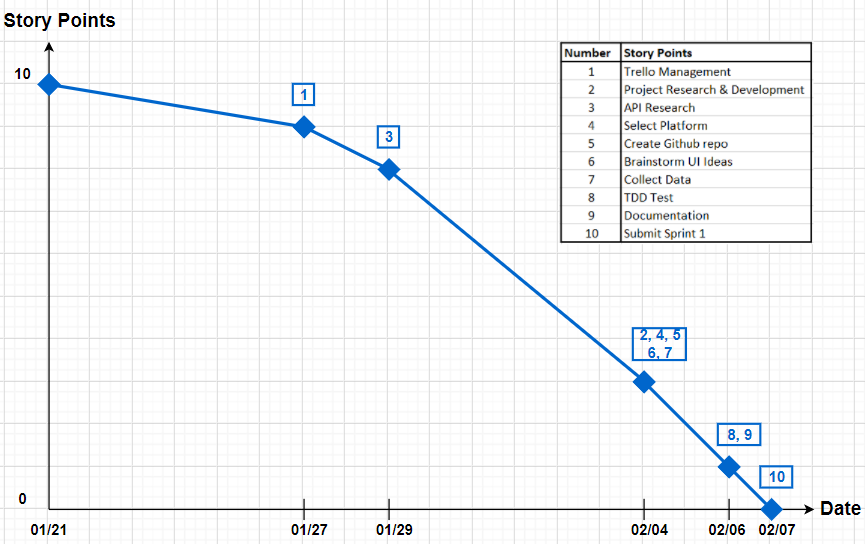 Story Points
10
1
3
2, 4, 5
6, 7
8, 9
10
0
01/21
01/27
01/29
02/04
02/06
02/07
Date
Number Story Points
1 Trello Management
2 Project Research & Development
3 API Research
4 Select Platform
5 Create Github repo
6 Brainstorm UI Ideas
7 Collect Data
8 TDD Test
9 Documentation
10 Submit Sprint 1